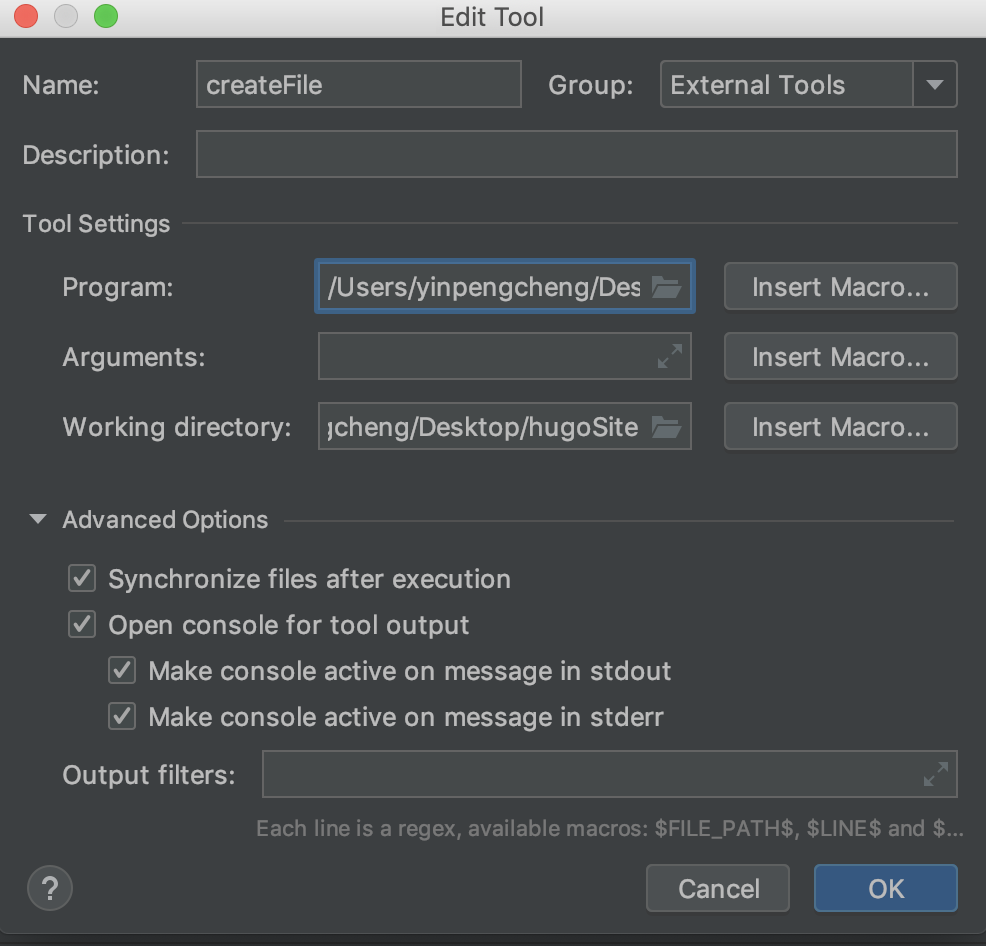 Edit Tool
Name: createFile Group: External Tools
Description:
Tool Settings
Program: /Users/yinpengcheng/Des Insert Macro...
Arguments: Insert Macro...
Working directory: gcheng/Desktop/hugoSite Insert Macro...
Advanced Options
Synchronize files after execution
Open console for tool output
Make console active on message in stdout
Make console active on message in stderr
Output filters:
Each line is a regex, available macros: $FILE_PATH$, $LINE$ and $...
? Cancel OK